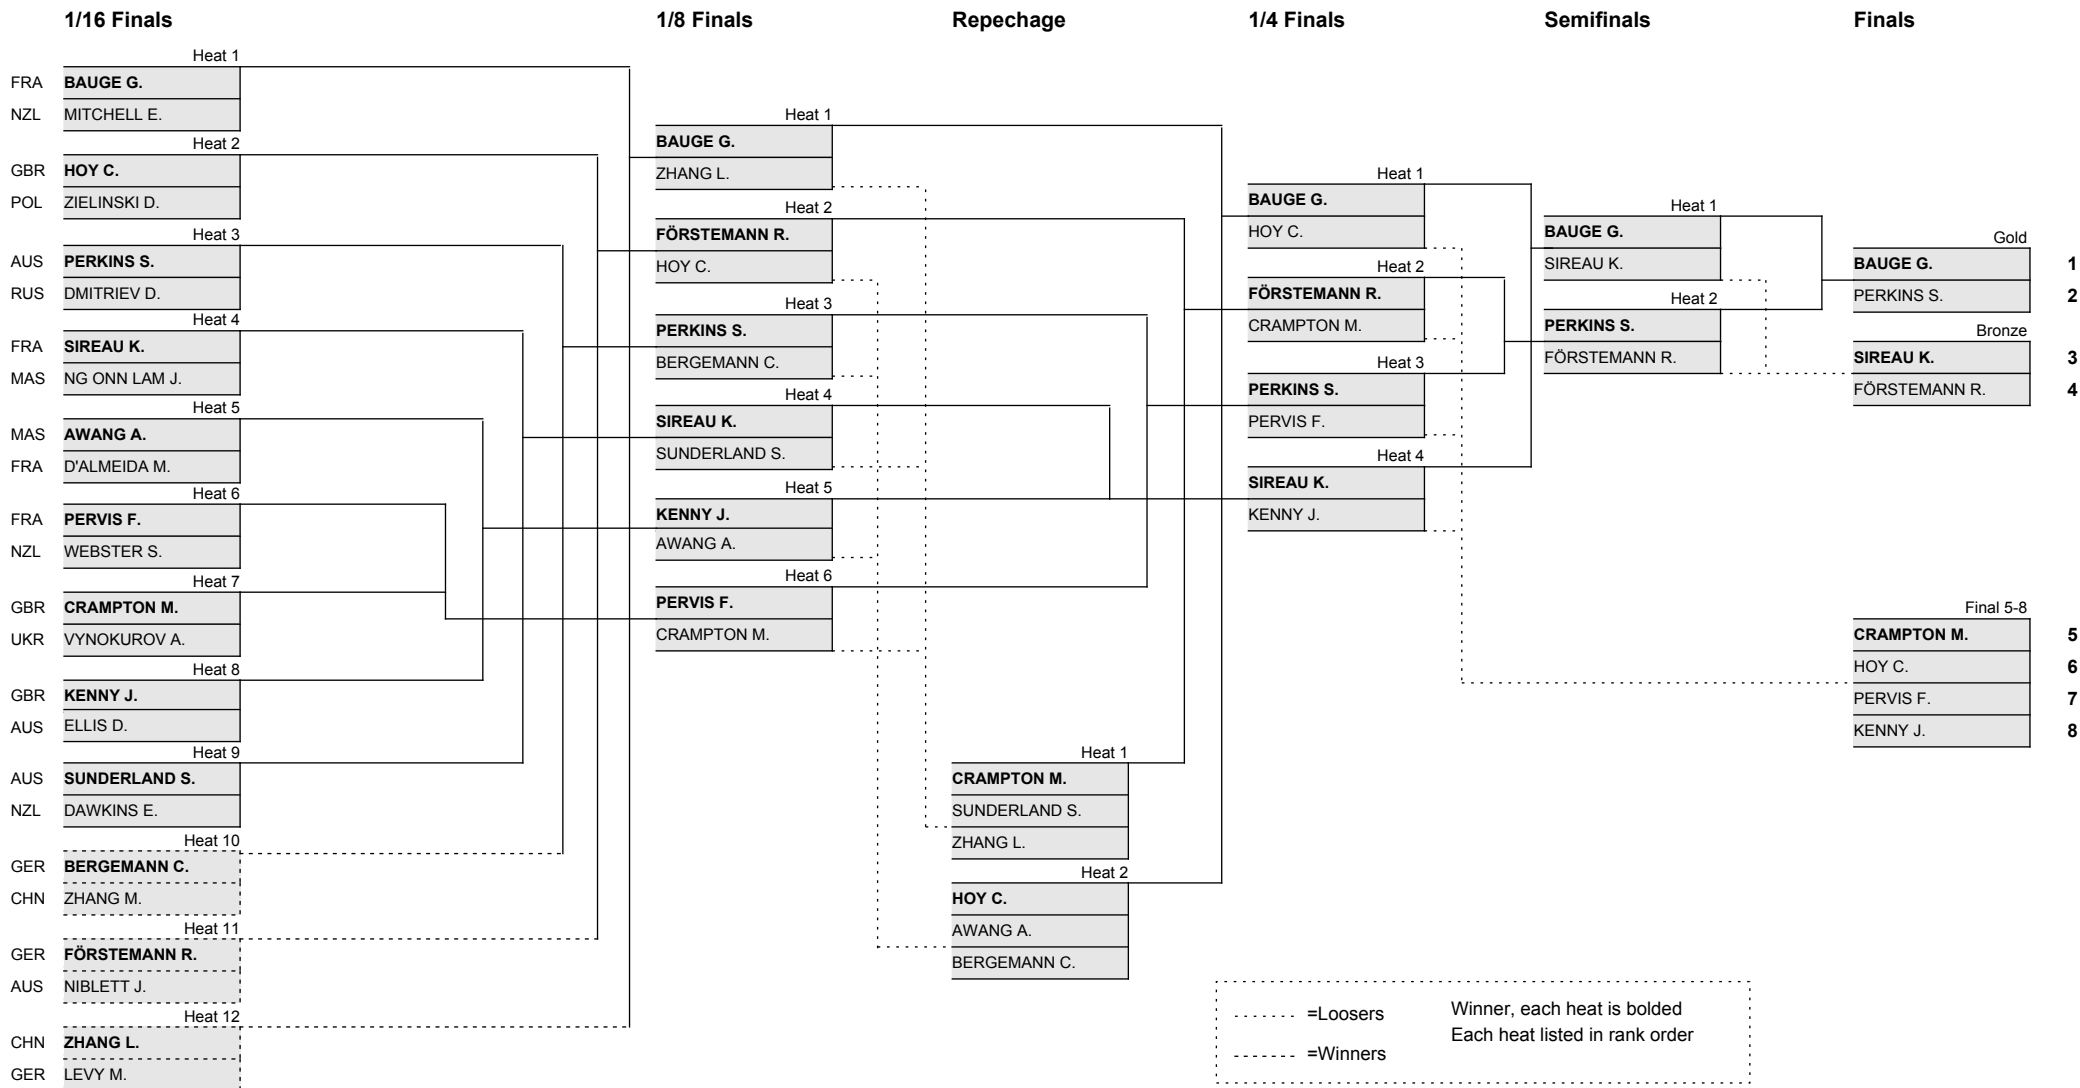 1/16 Finals 1/8 Finals Repechage 1/4 Finals Semifinals Finals
Heat 1
FRA BAUGE G.
NZL MITCHELL E.
Heat 2
GBR HOY C.
POL ZIELINSKI D.
Heat 3
AUS PERKINS S.
RUS DMITRIEV D.
Heat 4
FRA SIREAU K.
MAS NG ONN LAM J.
Heat 5
MAS AWANG A.
FRA D'ALMEIDA M.
Heat 6
FRA PERVIS F.
NZL WEBSTER S.
Heat 7
GBR CRAMPTON M.
UKR VYNOKUROV A.
Heat 8
GBR KENNY J.
AUS ELLIS D.
Heat 9
AUS SUNDERLAND S.
NZL DAWKINS E.
Heat 10
GER BERGEMANN C.
CHN ZHANG M.
Heat 11
GER FÖRSTEMANN R.
AUS NIBLETT J.
Heat 12
CHN ZHANG L.
GER LEVY M.
Heat 1
BAUGE G.
ZHANG L.
Heat 2
FÖRSTEMANN R.
HOY C.
Heat 3
PERKINS S.
BERGEMANN C.
Heat 4
SIREAU K.
SUNDERLAND S.
Heat 5
KENNY J.
AWANG A.
Heat 6
PERVIS F.
CRAMPTON M.
Heat 1
CRAMPTON M.
SUNDERLAND S.
ZHANG L.
Heat 2
HOY C.
AWANG A.
BERGEMANN C.
Heat 1
BAUGE G.
HOY C.
Heat 2
FÖRSTEMANN R.
CRAMPTON M.
Heat 3
PERKINS S.
PERVIS F.
Heat 4
SIREAU K.
KENNY J.
Heat 1
BAUGE G.
SIREAU K.
Heat 2
PERKINS S.
FÖRSTEMANN R.
Gold
BAUGE G. 1
PERKINS S. 2
Bronze
SIREAU K. 3
FÖRSTEMANN R. 4
Final 5-8
CRAMPTON M. 5
HOY C. 6
PERVIS F. 7
KENNY J. 8
=Loosers Winner, each heat is bolded
Each heat listed in rank order
=Winners